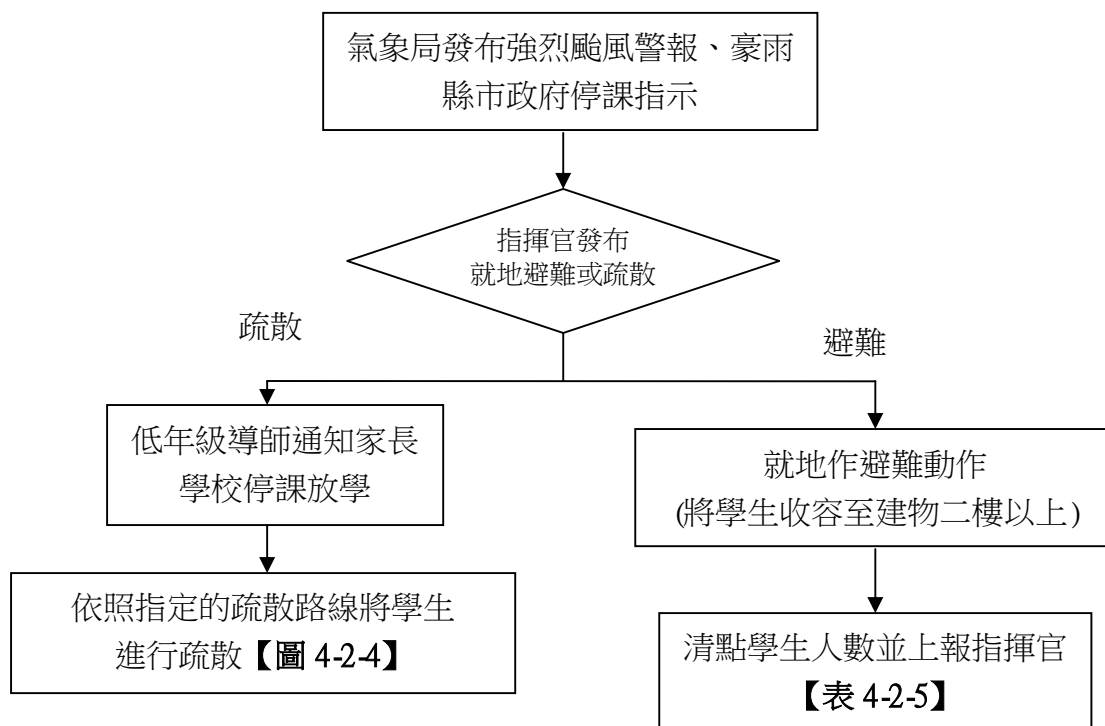 氣象局發布強烈颱風警報、豪雨
縣市政府停課指示
指揮官發布
就地避難或疏散
疏散
避難
低年級導師通知家長
學校停課放學
就地作避難動作
(將學生收容至建物二樓以上)
依照指定的疏散路線將學生
進行疏散【圖 4-2-4】
清點學生人數並上報指揮官
【表 4-2-5】